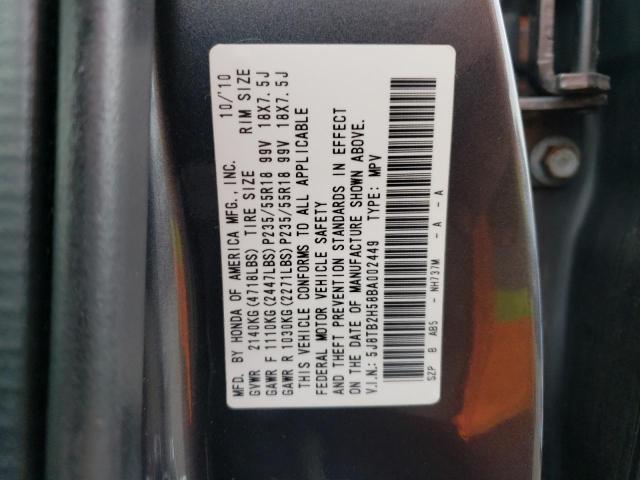 MFD. BY HONDA OF AMERICA MFG., INC. 10/'10
GVWR 2140KG(4718LBS) TIRE SIZE RIM SIZE
GAWR F 1110KG(2447LBS)P235/55R18 99V 18X7.5J
GAWR R 1030KG(2271LBS)P235/55R18 99V 18X7.5J
THIS VEHICLE CONFORMS TO ALL APPLICABLE
FEDERAL MOTOR VEHICLE SAFETY
AND THEFT PREVENTION STANDARDS IN EFFECT
ON THE DATE OF MANUFACTURE SHOWN ABOVE.
V.I.N.: 5J8TB2H58BA002449 TYPE: MPV
SZP B ABS - NH737M - A - A